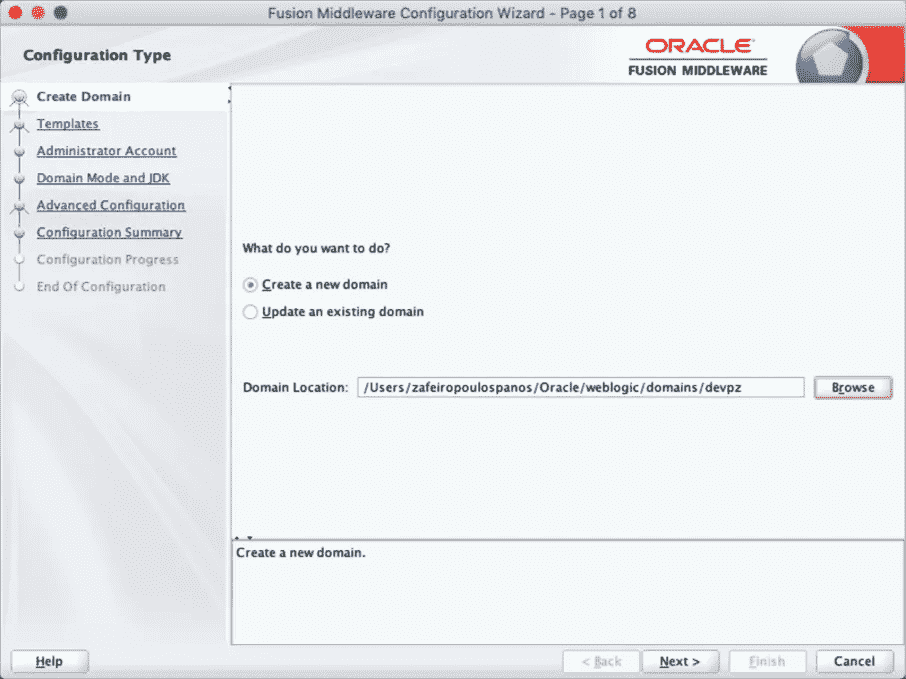 Fusion Middleware Configuration Wizard - Page 1 of 8
Configuration Type
ORACLE
FUSION MIDDLEWARE
Create Domain
Templates
Administrator Account
Domain Mode and JDK
Advanced Configuration
Configuration Summary
Configuration Progress
End Of Configuration
What do you want to do?
Create a new domain
Update an existing domain
Domain Location: /Users/zafeiropoulospanos/Oracle/weblogic/domains/devpz Browse
Create a new domain.
Help < Back Next > Finish Cancel